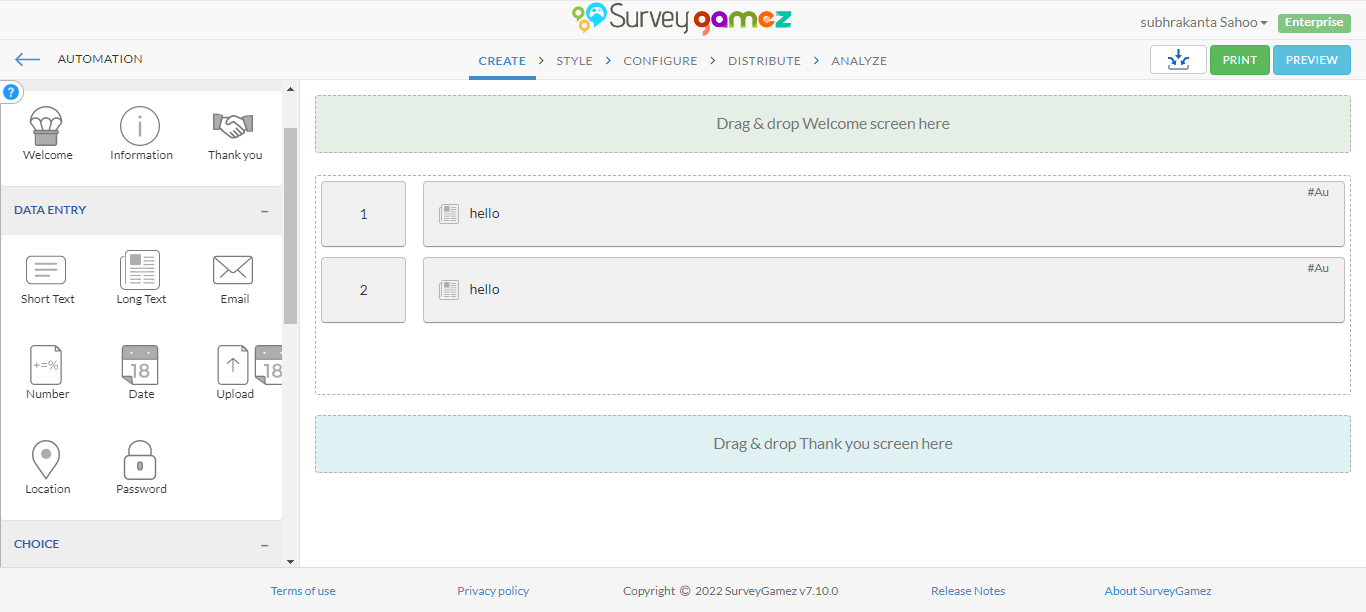 Survey gamez
subhrakanta Sahoo
Enterprise
AUTOMATION
CREATE > STYLE > CONFIGURE > DISTRIBUTE > ANALYZE
PRINT
PREVIEW
?
Welcome
Information
Thank you
DATA ENTRY
Short Text
Long Text
Email
+=%
18
18
Number
Date
Upload
Location
Password
CHOICE
Drag & drop Welcome screen here
1
hello
#Au
2
hello
#Au
Drag & drop Thank you screen here
Terms of use
Privacy policy
Copyright © 2022 SurveyGamez v7.10.0
Release Notes
About SurveyGamez